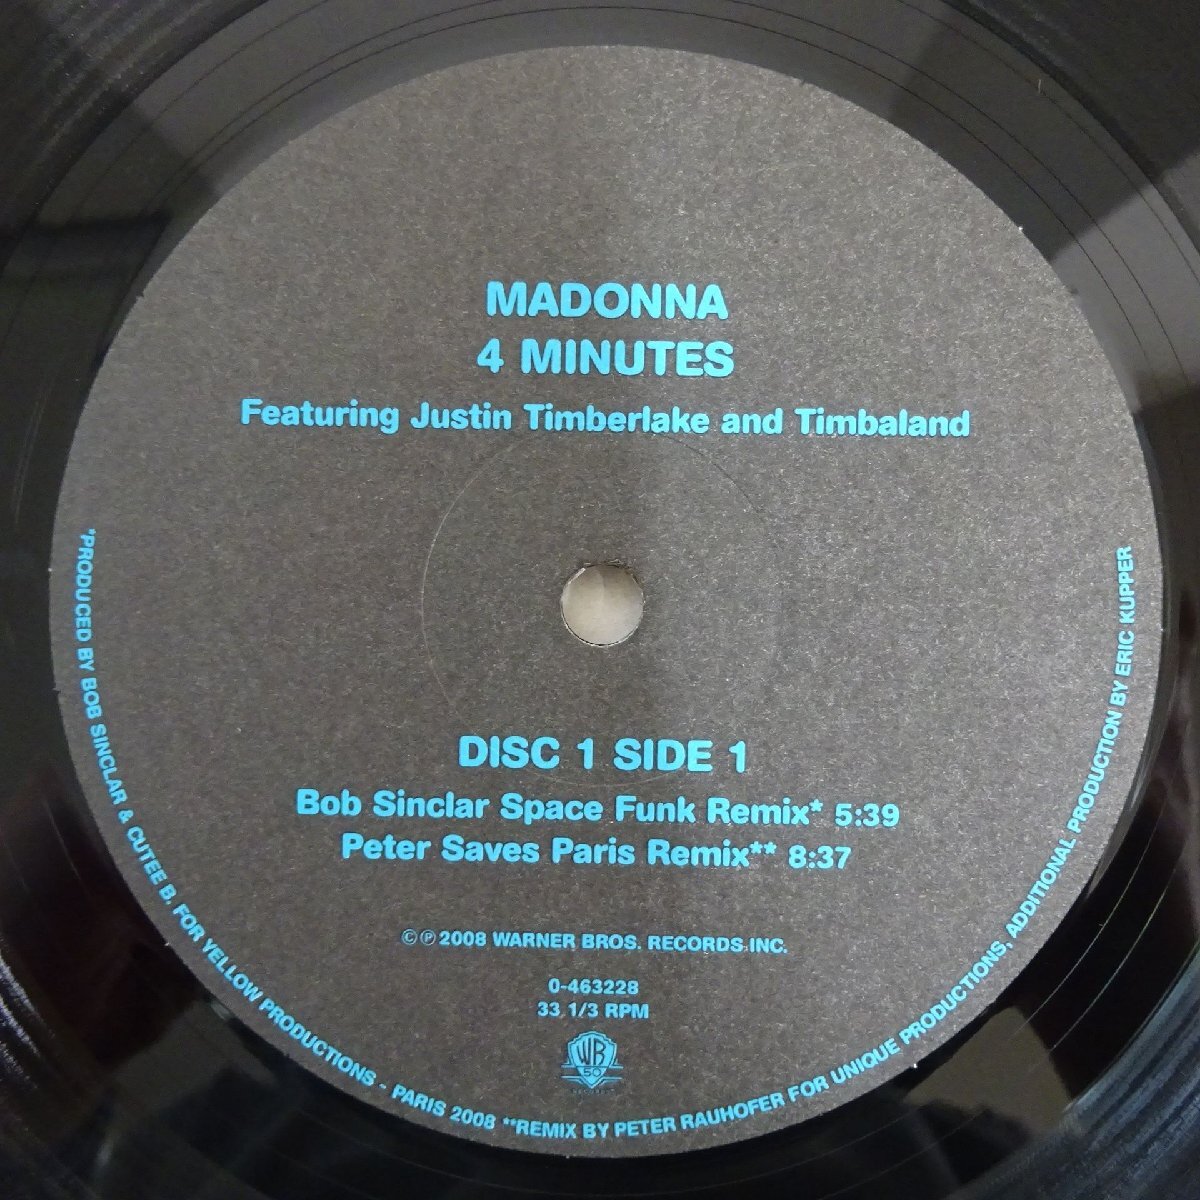 MADONNA
4 MINUTES
Featuring Justin Timberlake and Timbaland
DISC 1 SIDE 1
Bob Sinclar Space Funk Remix* 5:39
Peter Saves Paris Remix** 8:37
©℗ 2008 WARNER BROS. RECORDS INC.
0-463228
33 1/3 RPM
WB
50
RECORDS
*PRODUCED BY BOB SINCLAR & CUTEE B. FOR YELLOW PRODUCTIONS - PARIS 2008 **REMIX BY PETER RAUHOFER FOR UNIQUE PRODUCTIONS, ADDITIONAL PRODUCTION BY ERIC KUPPER